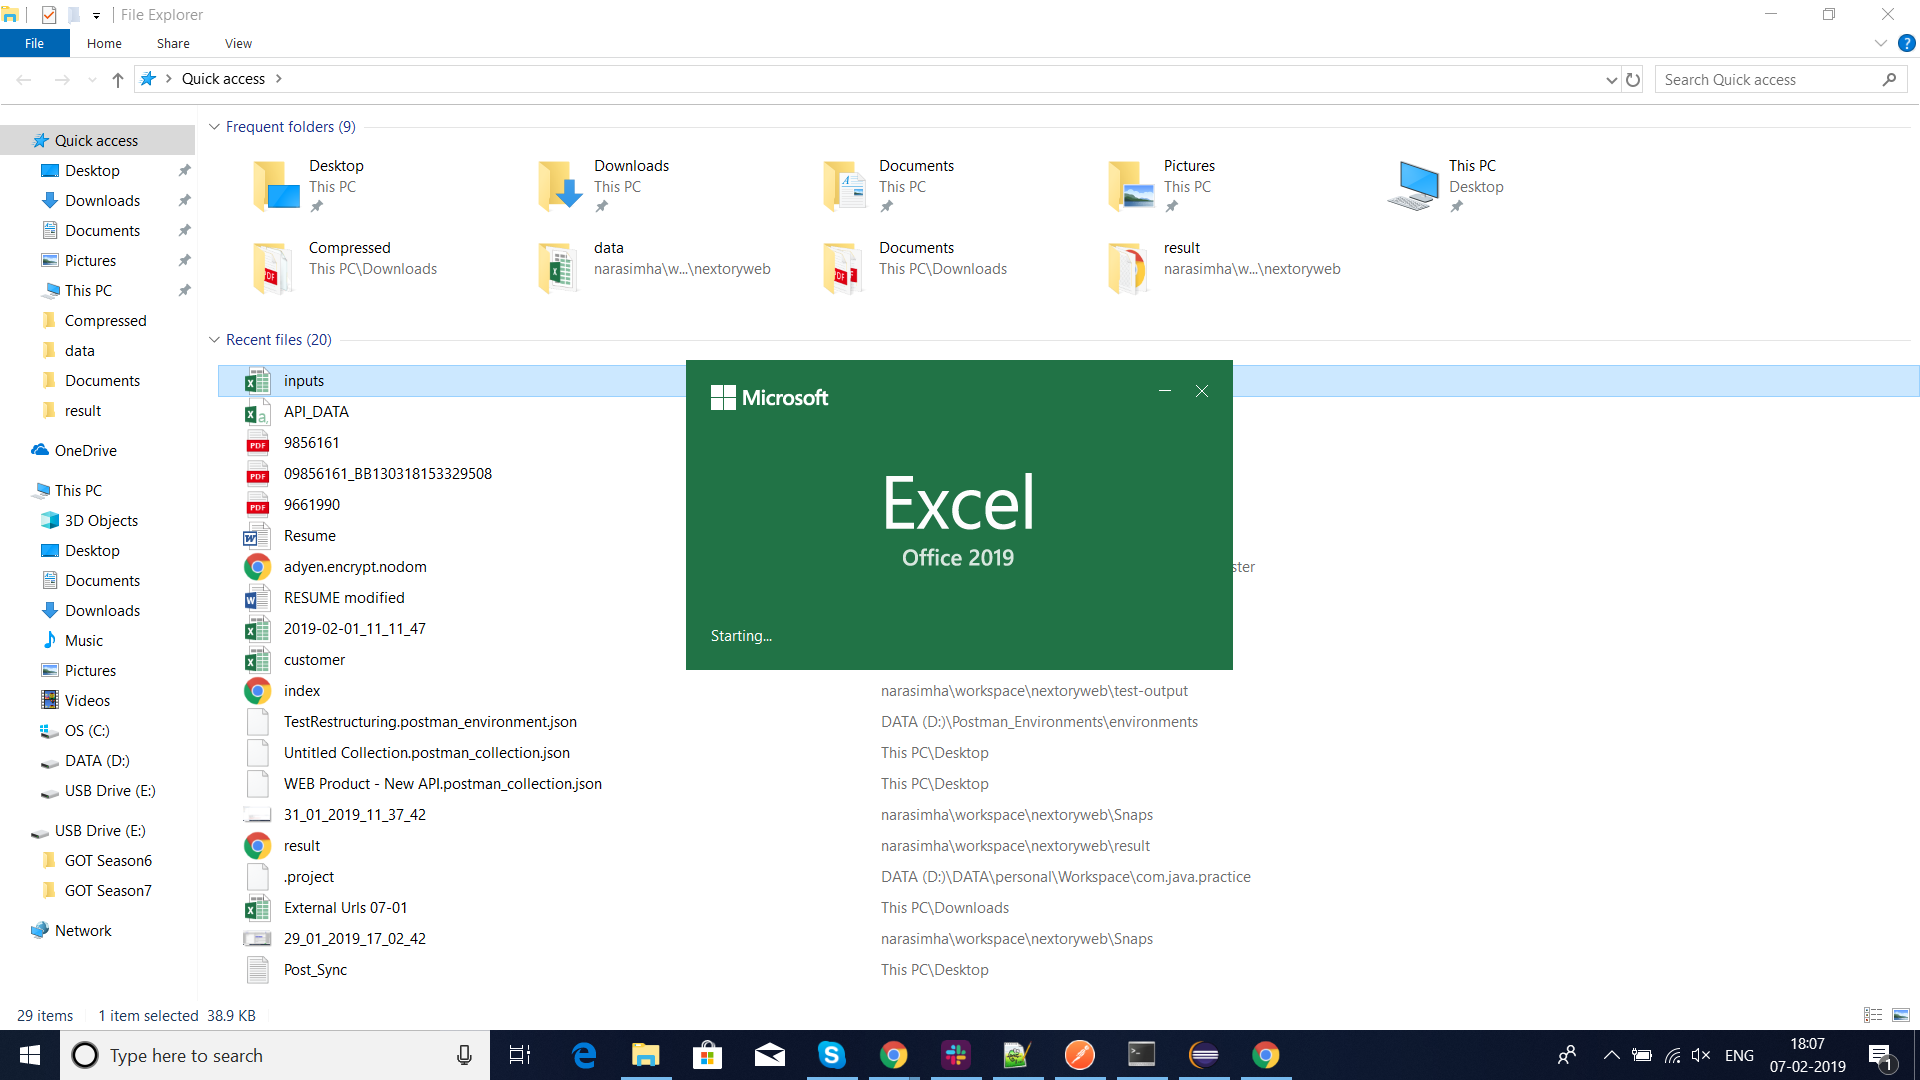 File Explorer
File Home Share View
Quick access
Search Quick access
Quick access
Desktop
Downloads
Documents
Pictures
This PC
Compressed
data
Documents
result
OneDrive
This PC
3D Objects
Desktop
Documents
Downloads
Music
Pictures
Videos
OS (C:)
DATA (D:)
USB Drive (E:)
USB Drive (E:)
GOT Season6
GOT Season7
Network
Frequent folders (9)
Desktop
This PC
Downloads
This PC
Documents
This PC
Pictures
This PC
This PC
Desktop
Compressed
This PC\Downloads
data
narasimha\w...\nextoryweb
Documents
This PC\Downloads
result
narasimha\w...\nextoryweb
Recent files (20)
inputs
API_DATA
9856161
09856161_BB130318153329508
9661990
Resume
adyen.encrypt.nodom ster
RESUME modified
2019-02-01_11_11_47
customer
index narasimha\workspace\nextoryweb\test-output
TestRestructuring.postman_environment.json DATA (D:)\Postman_Environments\environments
Untitled Collection.postman_collection.json This PC\Desktop
WEB Product - New API.postman_collection.json This PC\Desktop
31_01_2019_11_37_42 narasimha\workspace\nextoryweb\Snaps
result narasimha\workspace\nextoryweb\result
.project DATA (D:)\DATA\personal\Workspace\com.java.practice
External Urls 07-01 This PC\Downloads
29_01_2019_17_02_42 narasimha\workspace\nextoryweb\Snaps
Post_Sync This PC\Desktop
Microsoft
Excel
Office 2019
Starting...
29 items 1 item selected 38.9 KB
Type here to search
ENG
18:07
07-02-2019
1